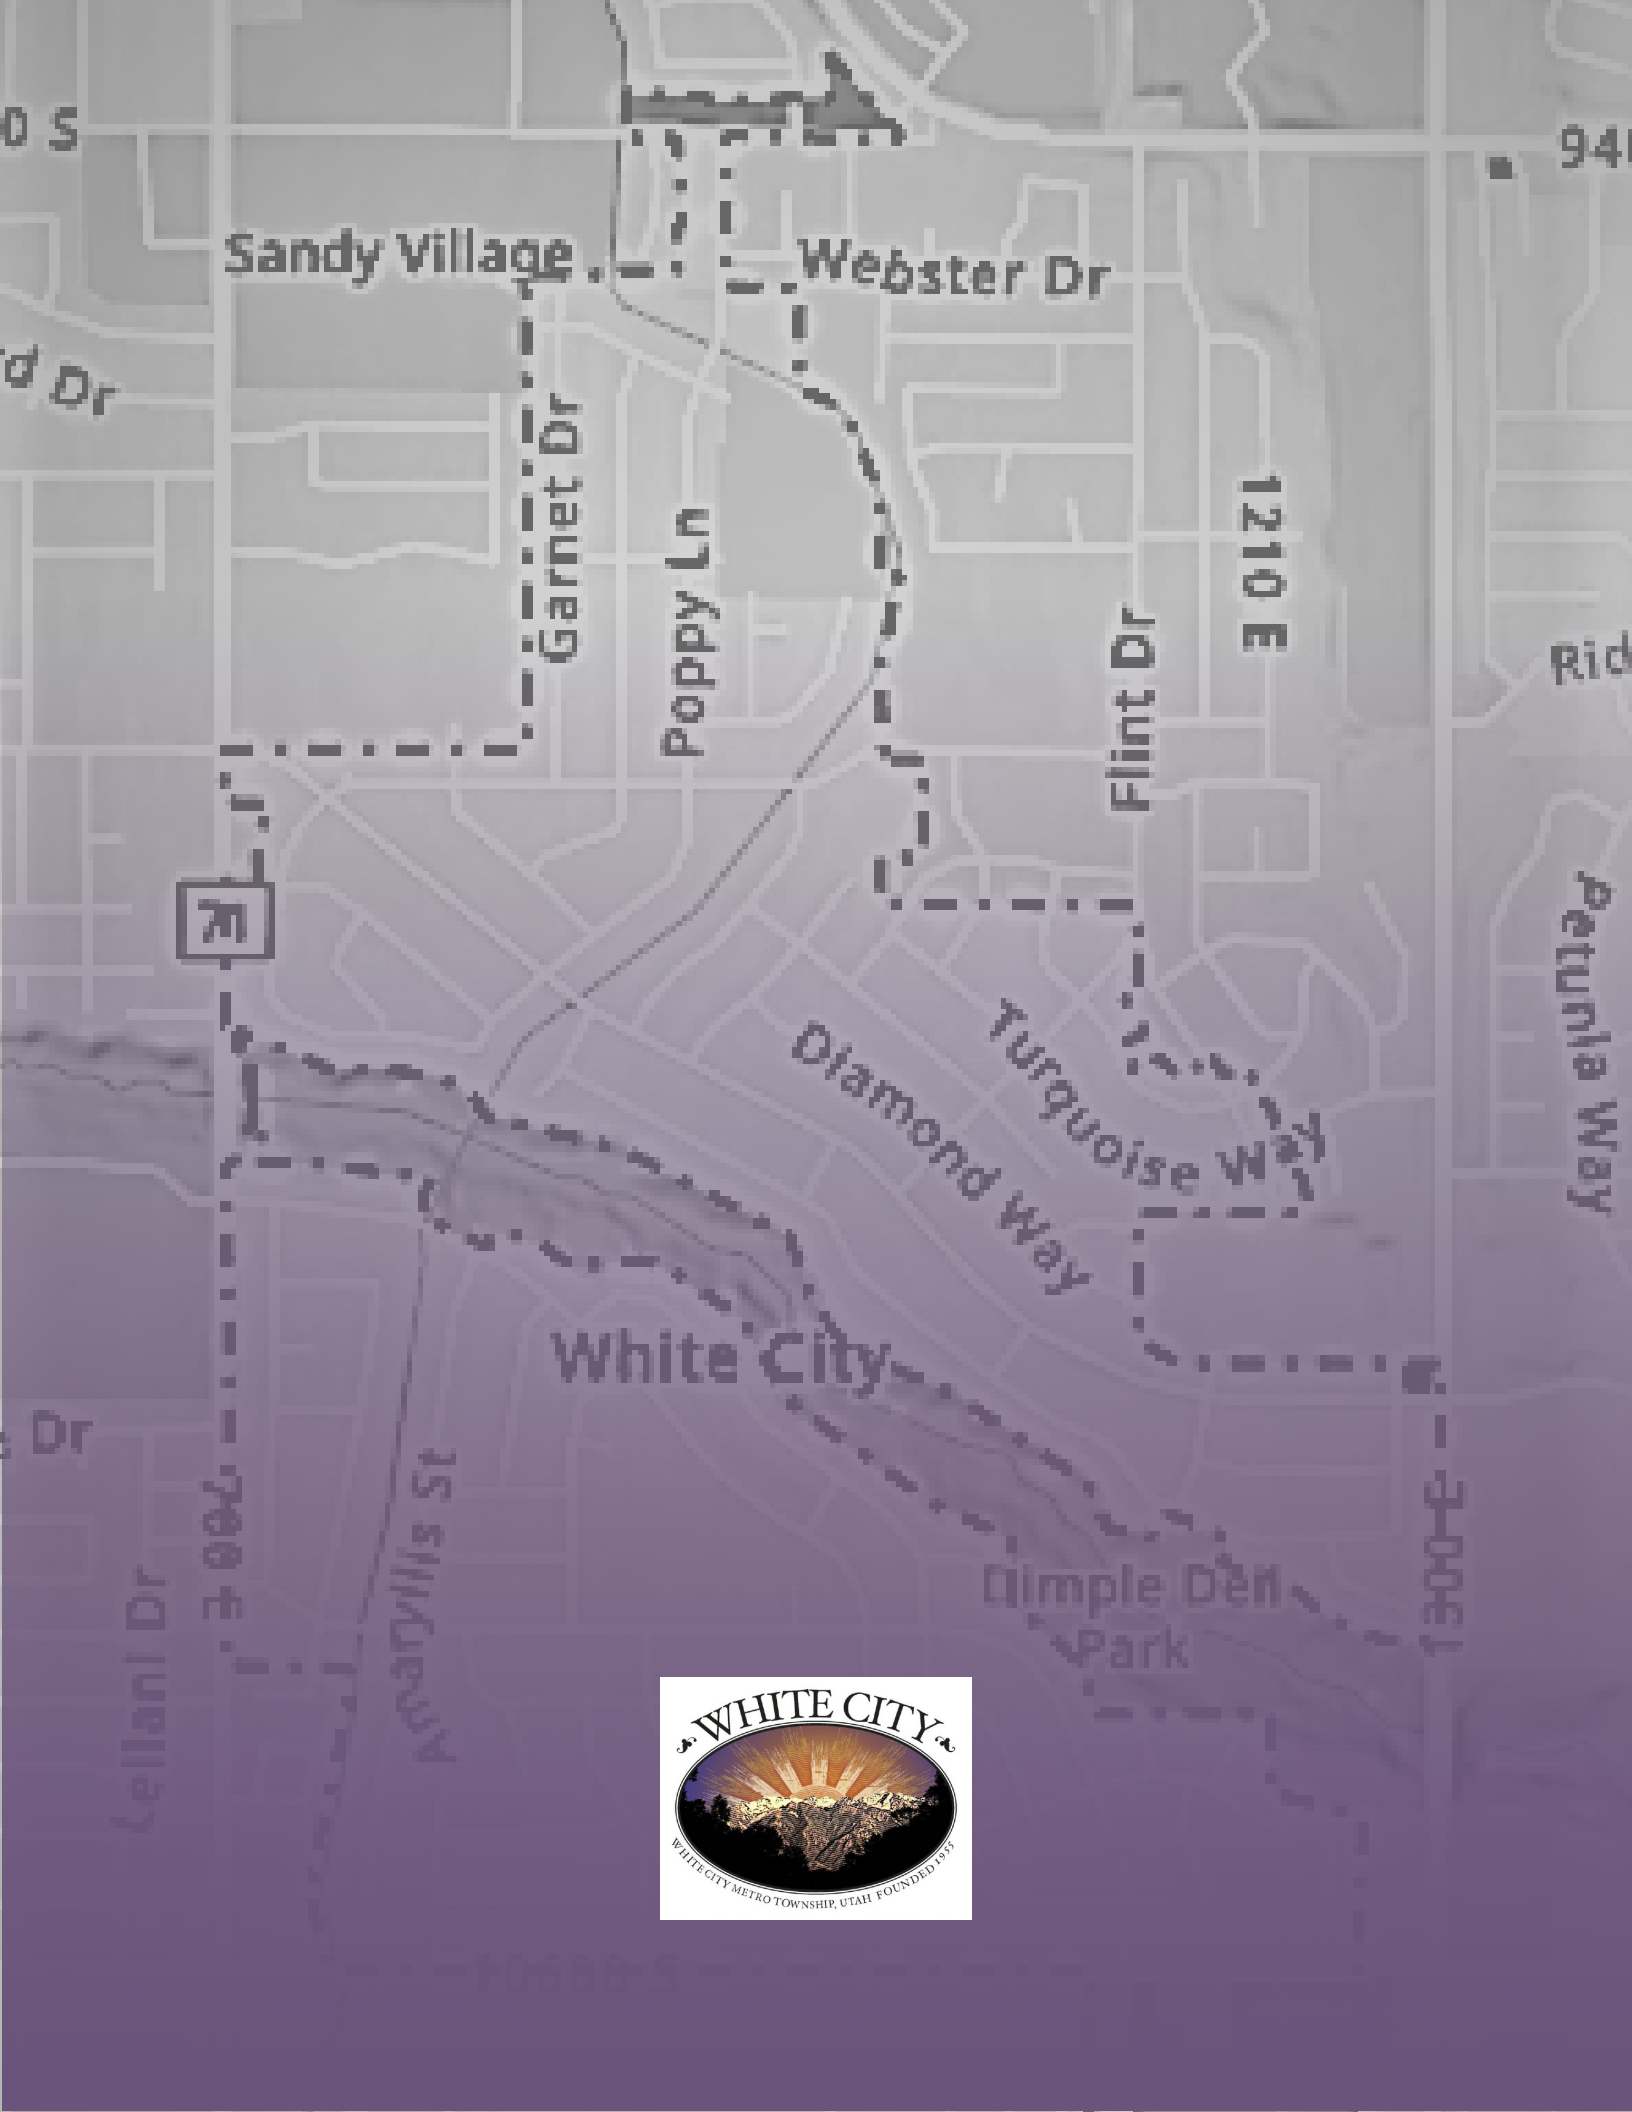 0 S
94
Sandy Village
Webster Dr
rd Dr
Garnet Dr
Poppy Ln
1210 E
Flint Dr
Rid
71
Petunia Way
Turquoise Way
Diamond Way
White City
Dr
700 E
Amaryllis St
1300 E
Leilani Dr
Dimple Dell
Park
WHITE CITY
WHITE CITY METRO TOWNSHIP, UTAH FOUNDED 1955
10600 S